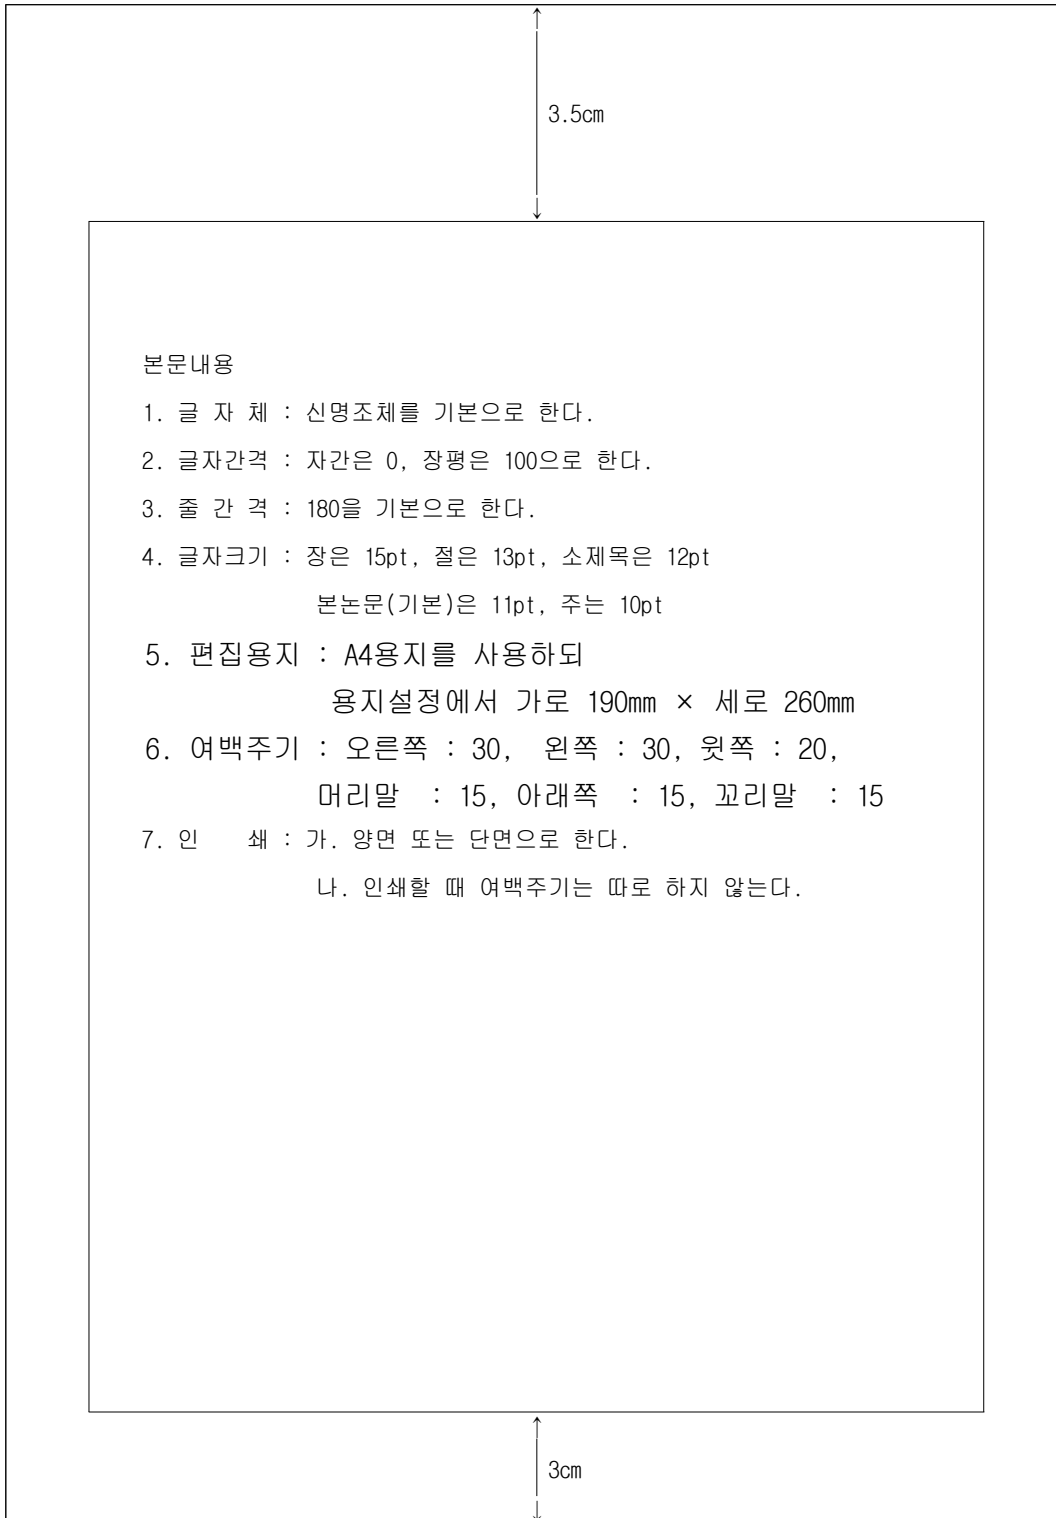 3.5cm
본문내용
1. 글 자 체 : 신명조체를 기본으로 한다.
2. 글자간격 : 자간은 0, 장평은 100으로 한다.
3. 줄 간 격 : 180을 기본으로 한다.
4. 글자크기 : 장은 15pt, 절은 13pt, 소제목은 12pt
본논문(기본)은 11pt, 주는 10pt
5. 편집용지 : A4용지를 사용하되
용지설정에서 가로 190mm × 세로 260mm
6. 여백주기 : 오른쪽 : 30, 왼쪽 : 30, 윗쪽 : 20,
머리말 : 15, 아래쪽 : 15, 꼬리말 : 15
7. 인 쇄 : 가. 양면 또는 단면으로 한다.
나. 인쇄할 때 여백주기는 따로 하지 않는다.
3cm